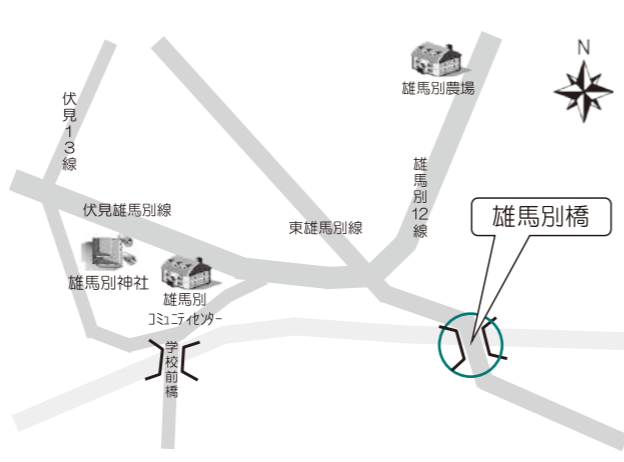 N
雄馬別農場
伏見13線
雄馬別12線
伏見雄馬別線
東雄馬別線
雄馬別橋
雄馬別神社
雄馬別
コミュニティセンター
学校前橋